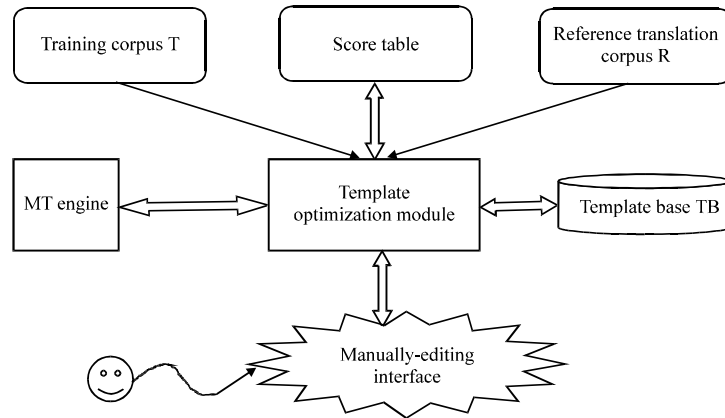 Training corpus T
Score table
Reference translation
corpus R
MT engine
Template
optimization module
Template base TB
Manually-editing
interface